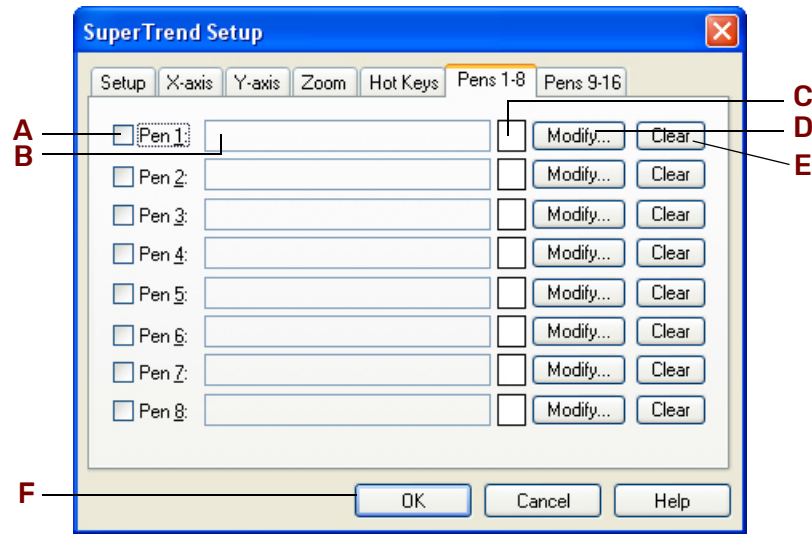 SuperTrend Setup
Setup X-axis Y-axis Zoom Hot Keys Pens 1-8 Pens 9-16
C
A Pen 1: Modify... Clear D
B E
Pen 2: Modify... Clear
Pen 3: Modify... Clear
Pen 4: Modify... Clear
Pen 5: Modify... Clear
Pen 6: Modify... Clear
Pen 7: Modify... Clear
Pen 8: Modify... Clear
F OK Cancel Help